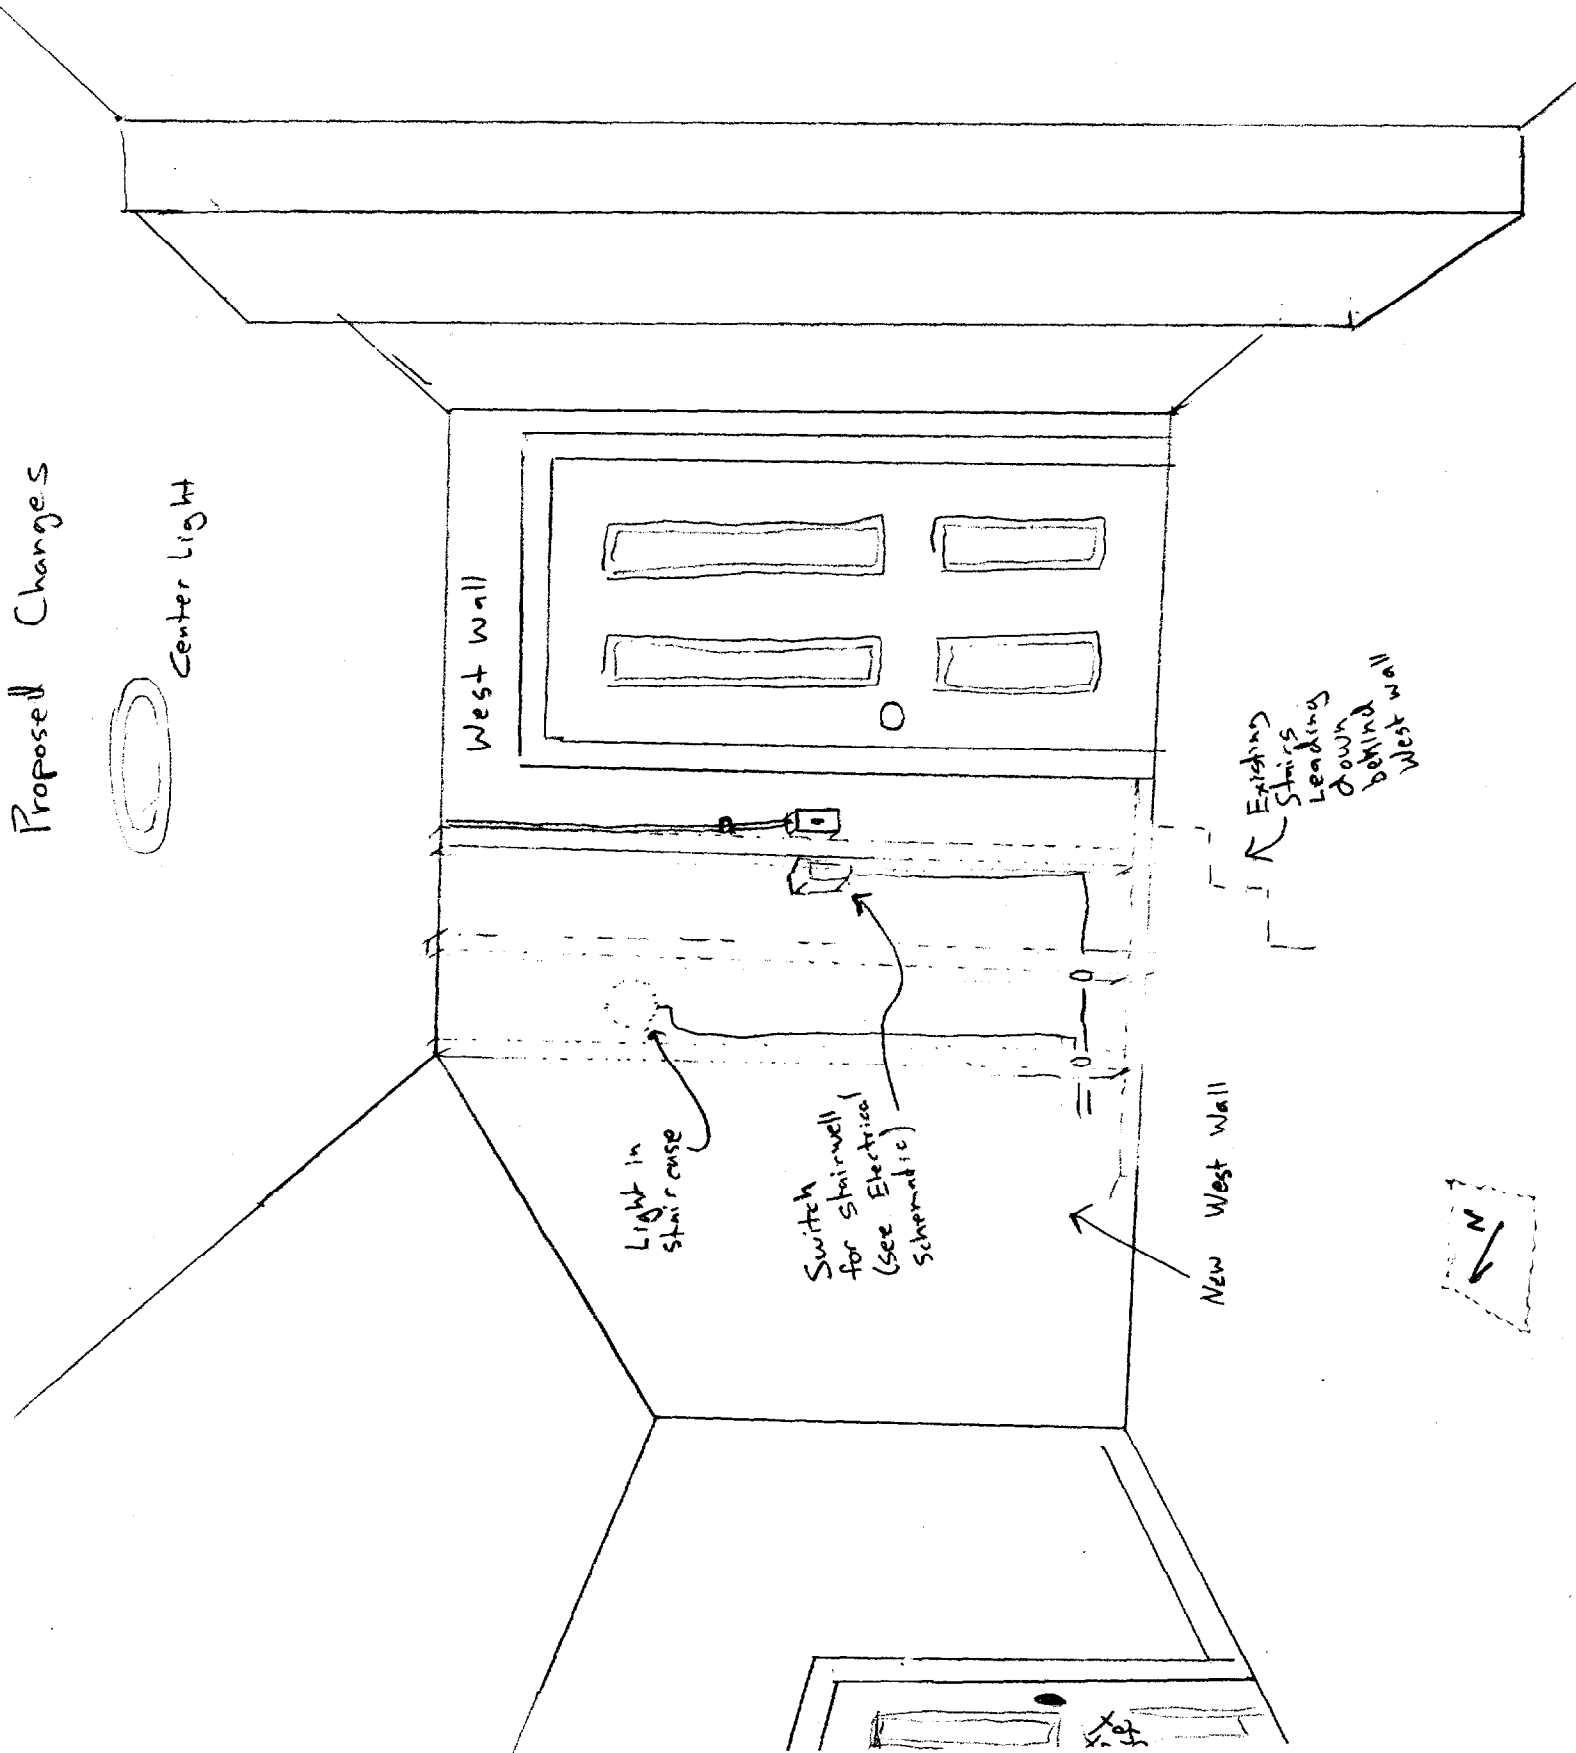 Proposed Changes
Center Light
West Wall
Light in
Staircase
Switch
for Stairwell
(see Electrical
Schematic)
Existing
Stairs
Leading
down
behind
West wall
New West Wall
N